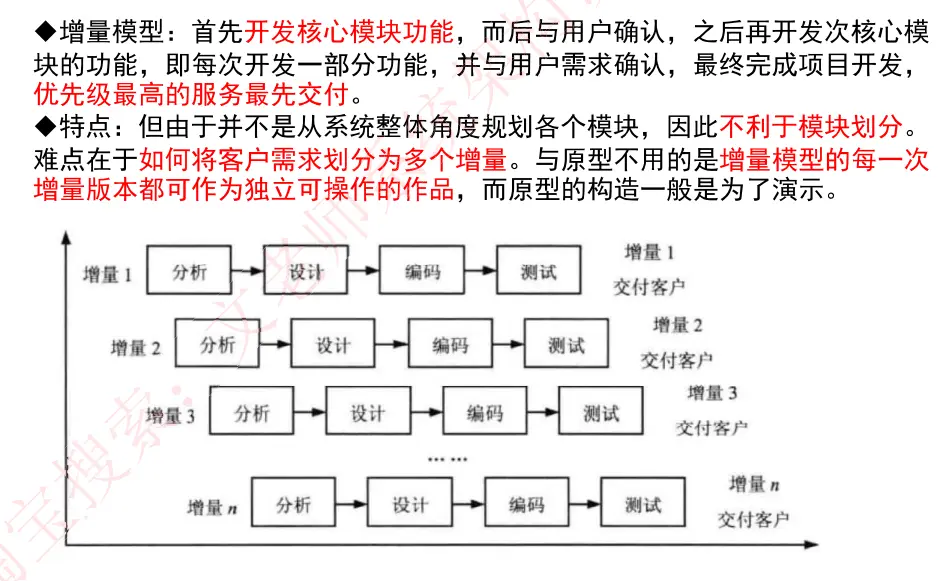 ◆增量模型：首先开发核心模块功能，而后与用户确认，之后再开发次核心模
块的功能，即每次开发一部分功能，并与用户需求确认，最终完成项目开发，
优先级最高的服务最先交付。
◆特点：但由于并不是从系统整体角度规划各个模块，因此不利于模块划分。
难点在于如何将客户需求划分为多个增量。与原型不用的是增量模型的每一次
增量版本都可作为独立可操作的作品，而原型的构造一般是为了演示。
增量 1 分析 设计 编码 测试 增量 1
交付客户
增量 2 分析 设计 编码 测试 增量 2
交付客户
增量 3 分析 设计 编码 测试 增量 3
交付客户
……
增量 n 分析 设计 编码 测试 增量 n
交付客户